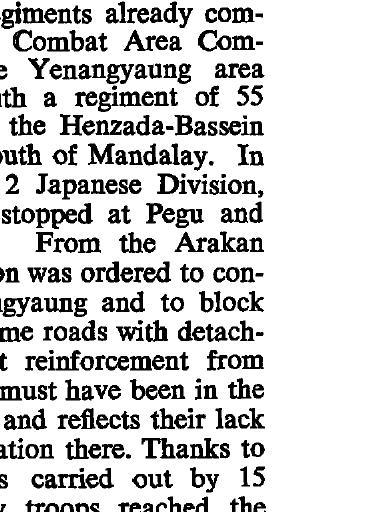 giments already com-
Combat Area Com-
e Yenangyaung area
th a regiment of 55
the Henzada-Bassein
outh of Mandalay. In
2 Japanese Division,
stopped at Pegu and
From the Arakan
on was ordered to con-
gyaung and to block
me roads with detach-
t reinforcement from
must have been in the
and reflects their lack
ation there. Thanks to
s carried out by 15
y troops reached the